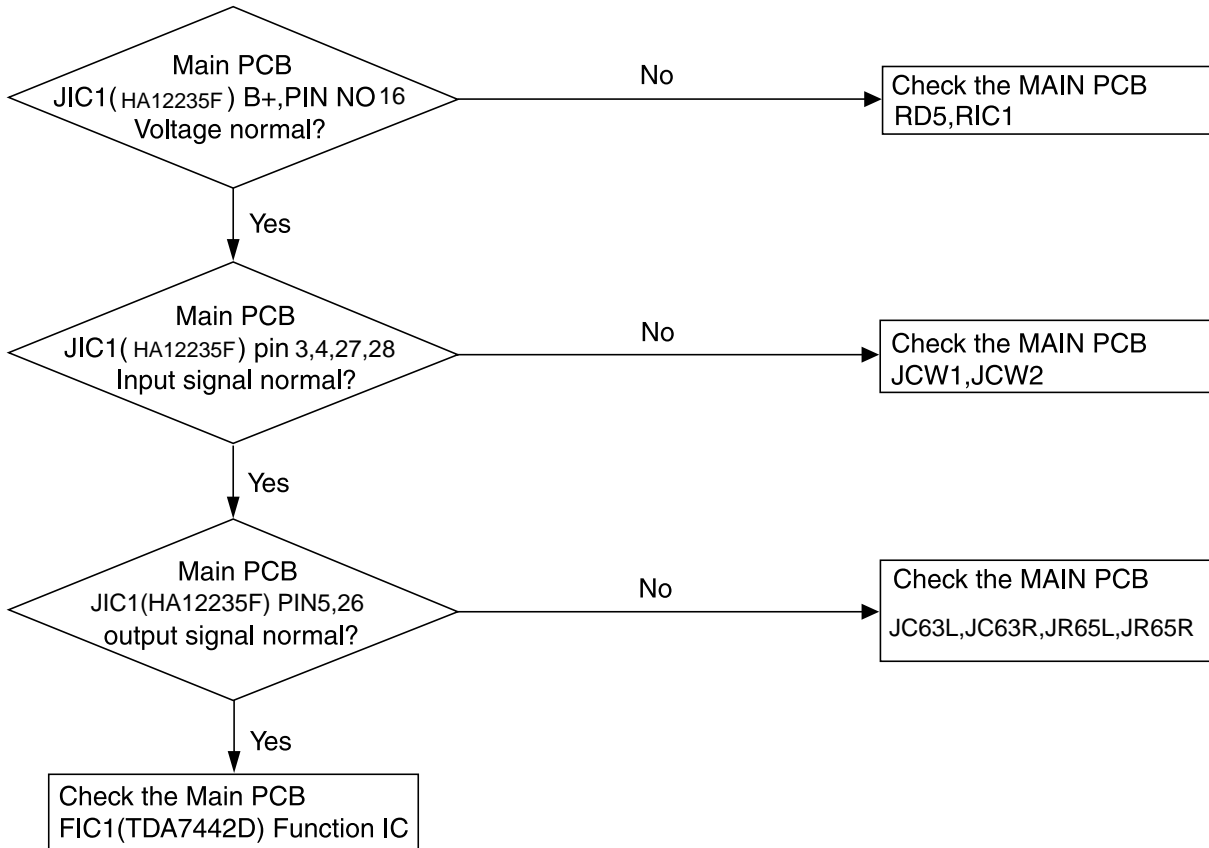 Main PCB
JIC1( HA12235F) B+,PIN NO 16
Voltage normal?
No
Check the MAIN PCB
RD5,RIC1
Yes
Main PCB
JIC1( HA12235F) pin 3,4,27,28
Input signal normal?
No
Check the MAIN PCB
JCW1,JCW2
Yes
Main PCB
JIC1(HA12235F) PIN5,26
output signal normal?
No
Check the MAIN PCB
JC63L,JC63R,JR65L,JR65R
Yes
Check the Main PCB
FIC1(TDA7442D) Function IC